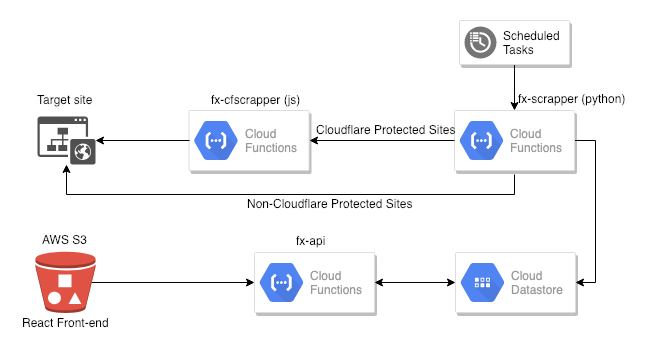 Scheduled
Tasks
Target site
fx-cfscrapper (js)
fx-scrapper (python)
Cloud
Functions
Cloudflare Protected Sites
Cloud
Functions
Non-Cloudflare Protected Sites
AWS S3
fx-api
Cloud
Functions
Cloud
Datastore
React Front-end